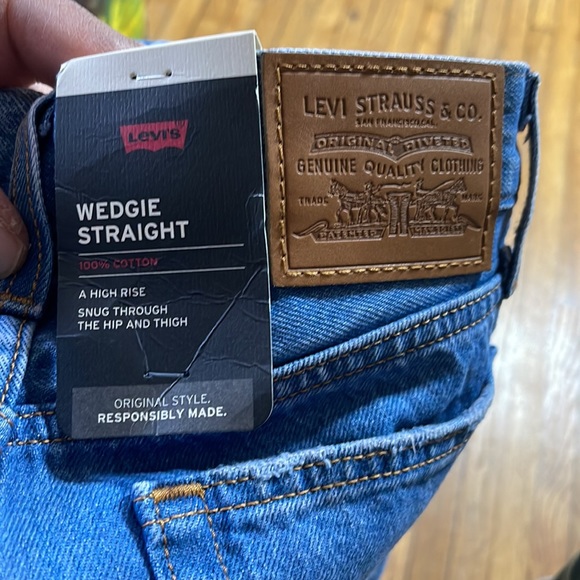 Levi's
WEDGIE
STRAIGHT
100% COTTON
A HIGH RISE
SNUG THROUGH
THE HIP AND THIGH
ORIGINAL STYLE.
RESPONSIBLY MADE.
LEVI STRAUSS & CO.
SAN FRANCISCO, CAL.
ORIGINAL RIVETED
GENUINE QUALITY CLOTHING
TRADE MARK
PATENTED